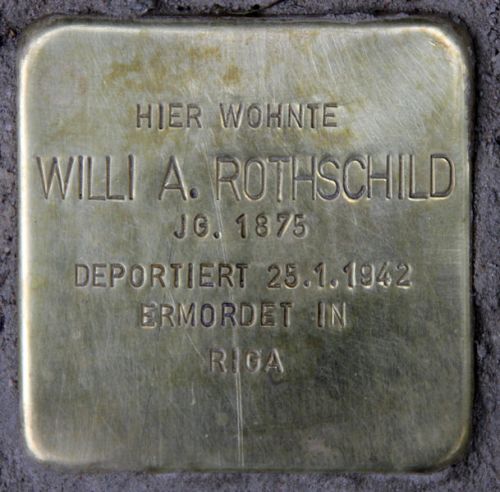 HIER WOHNTE
WILLI A. ROTHSCHILD
JG. 1875
DEPORTIERT 25.1.1942
ERMORDET IN
RIGA